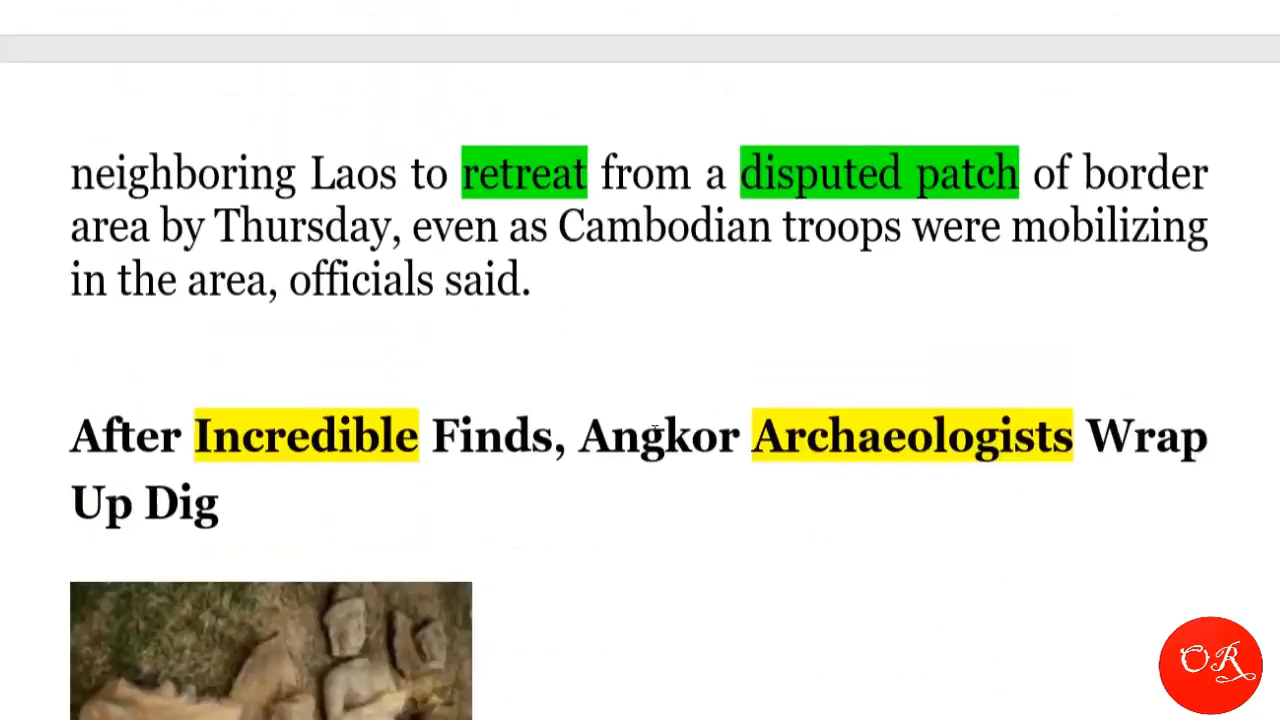 neighboring Laos to retreat from a disputed patch of border
area by Thursday, even as Cambodian troops were mobilizing
in the area, officials said.
After Incredible Finds, Angkor Archaeologists Wrap
Up Dig
OR